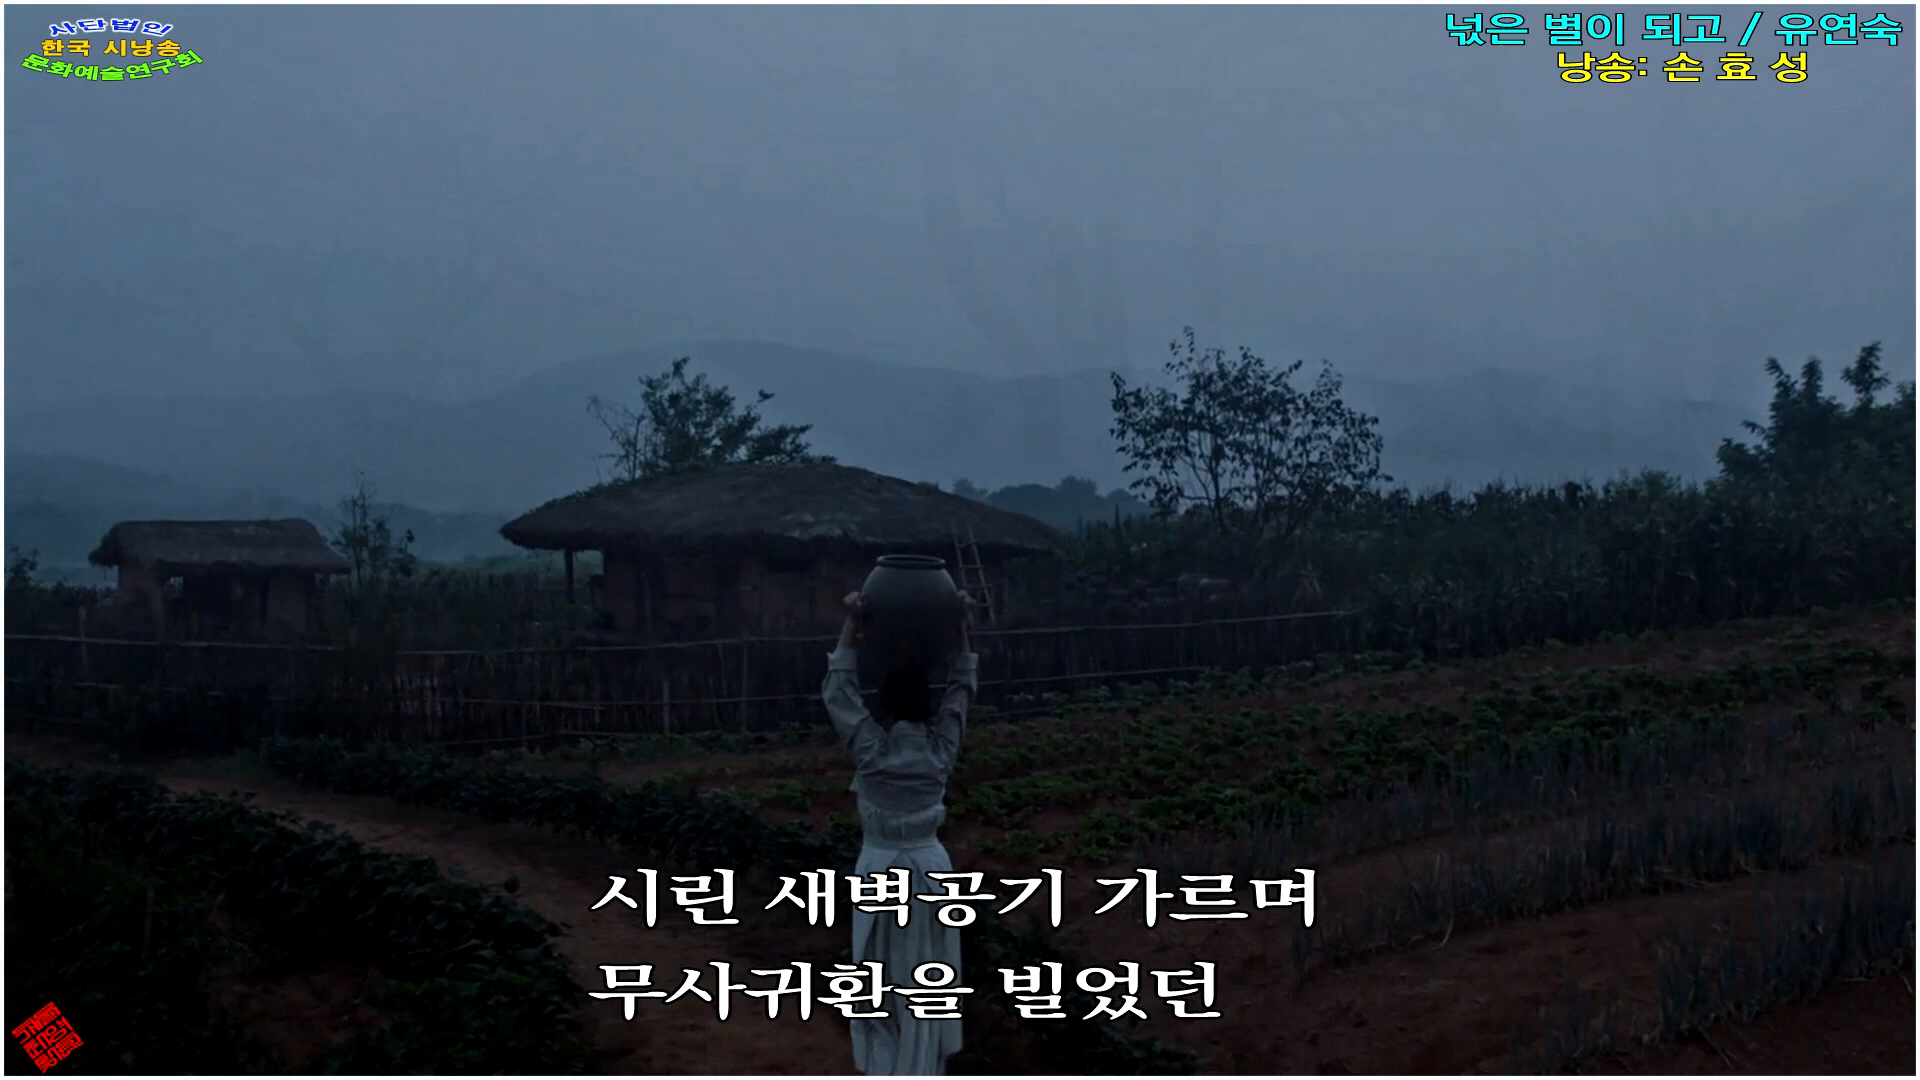 사단법인
한국 시낭송
문화예술연구회
넋은 별이 되고 / 유연숙
낭송: 손 효 성
시린 새벽공기 가르며
무사귀환을 빌었던